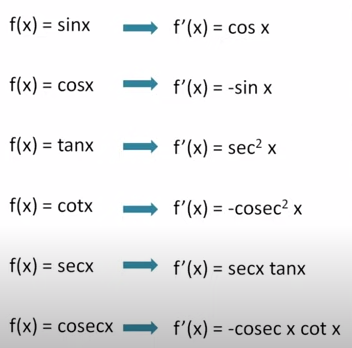 f(x) = sinx → f’(x) = cos x
f(x) = cosx → f’(x) = -sin x
f(x) = tanx → f’(x) = sec² x
f(x) = cotx → f’(x) = -cosec² x
f(x) = secx → f’(x) = secx tanx
f(x) = cosecx → f’(x) = -cosec x cot x